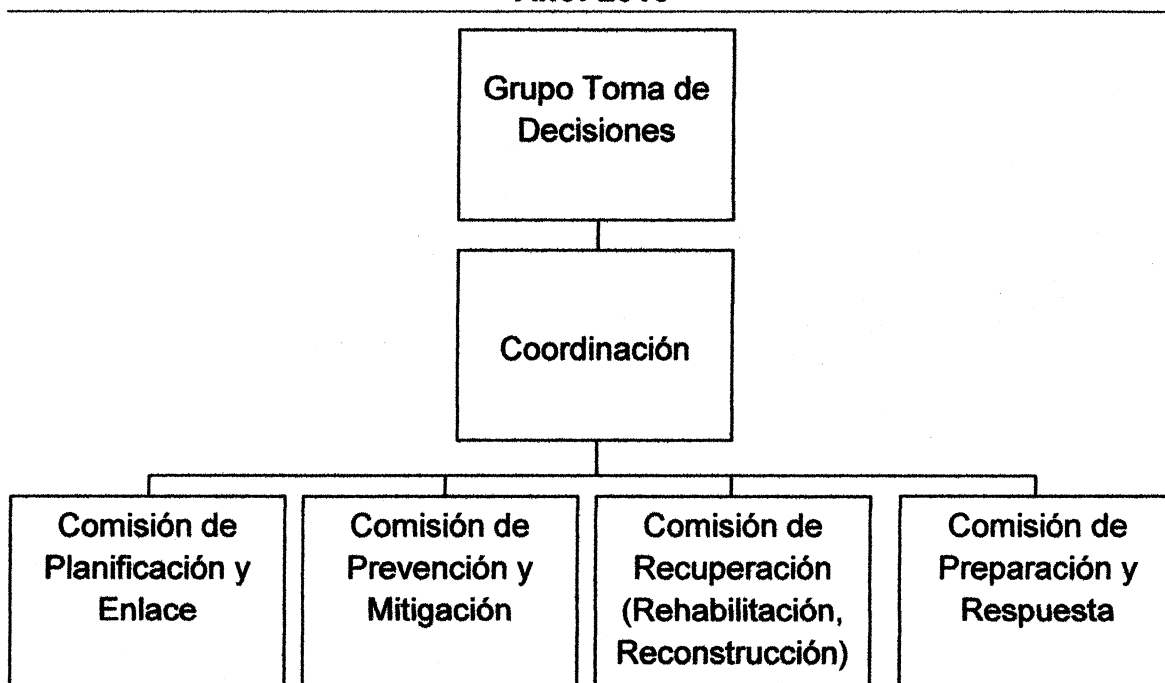 Grupo Toma de
Decisiones
Coordinación
Comisión de
Planificación y
Enlace
Comisión de
Prevención y
Mitigación
Comisión de
Recuperación
(Rehabilitación,
Reconstrucción)
Comisión de
Preparación y
Respuesta